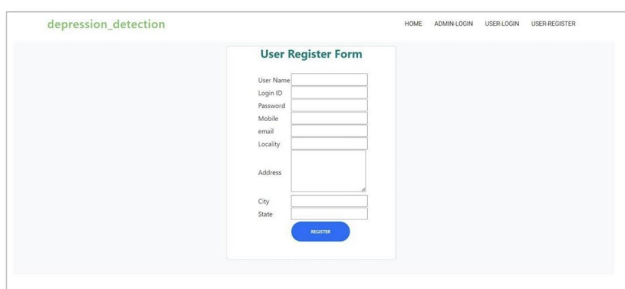 depression_detection
HOME ADMIN-LOGIN USER-LOGIN USER-REGISTER
User Register Form
User Name
Login ID
Password
Mobile
email
Locality
Address
City
State
REGISTER